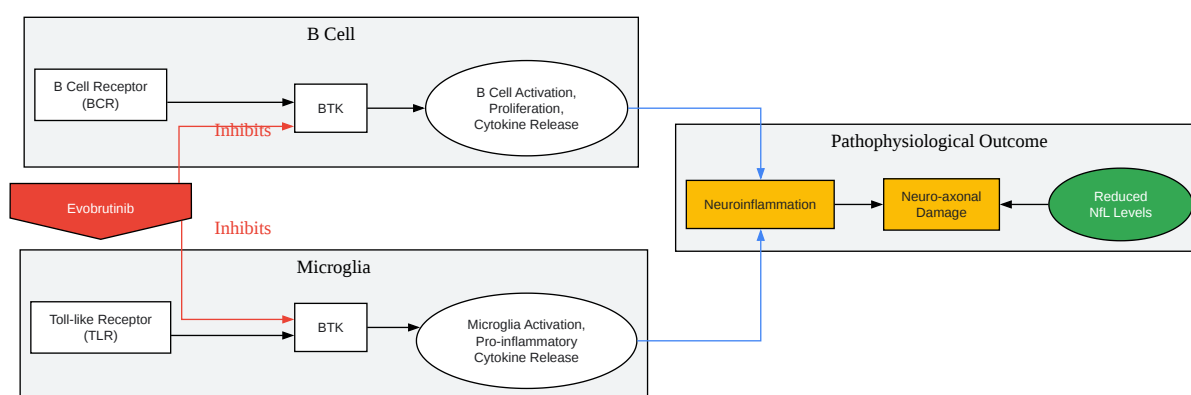 B Cell
B Cell Receptor
(BCR)
BTK
B Cell Activation,
Proliferation,
Cytokine Release
Inhibits
Evobrutinib
Inhibits
Microglia
Toll-like Receptor
(TLR)
BTK
Microglia Activation,
Pro-inflammatory
Cytokine Release
Pathophysiological Outcome
Neuroinflammation
Neuro-axonal
Damage
Reduced
NfL Levels